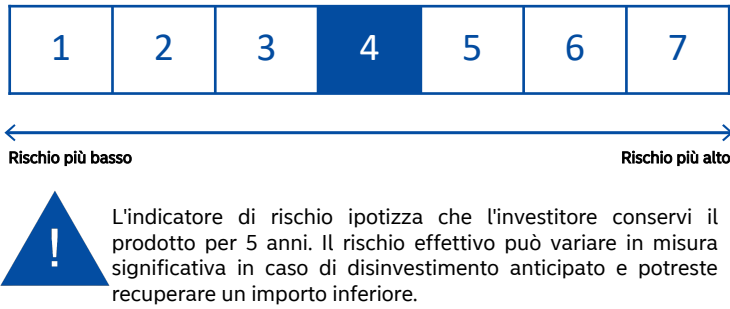 1 2 3 4 5 6 7
Rischio più basso Rischio più alto
!
L'indicatore di rischio ipotizza che l'investitore conservi il
prodotto per 5 anni. Il rischio effettivo può variare in misura
significativa in caso di disinvestimento anticipato e potreste
recuperare un importo inferiore.